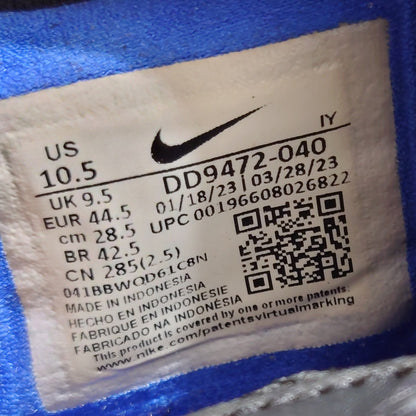 US
10.5
IY
UK 9.5
DD9472-040
EUR 44.5
01/18/23 | 03/28/23
cm 28.5
UPC 00196608026822
BR 42.5
CN 285(2.5)
041BBWOD61C8N
MADE IN INDONESIA
HECHO EN INDONESIA
FABRIQUE EN INDONESIE
FABRICADO NA INDONÉSIA
This product is covered by one or more patents.
www.nike.com/patentsvirtualmarking